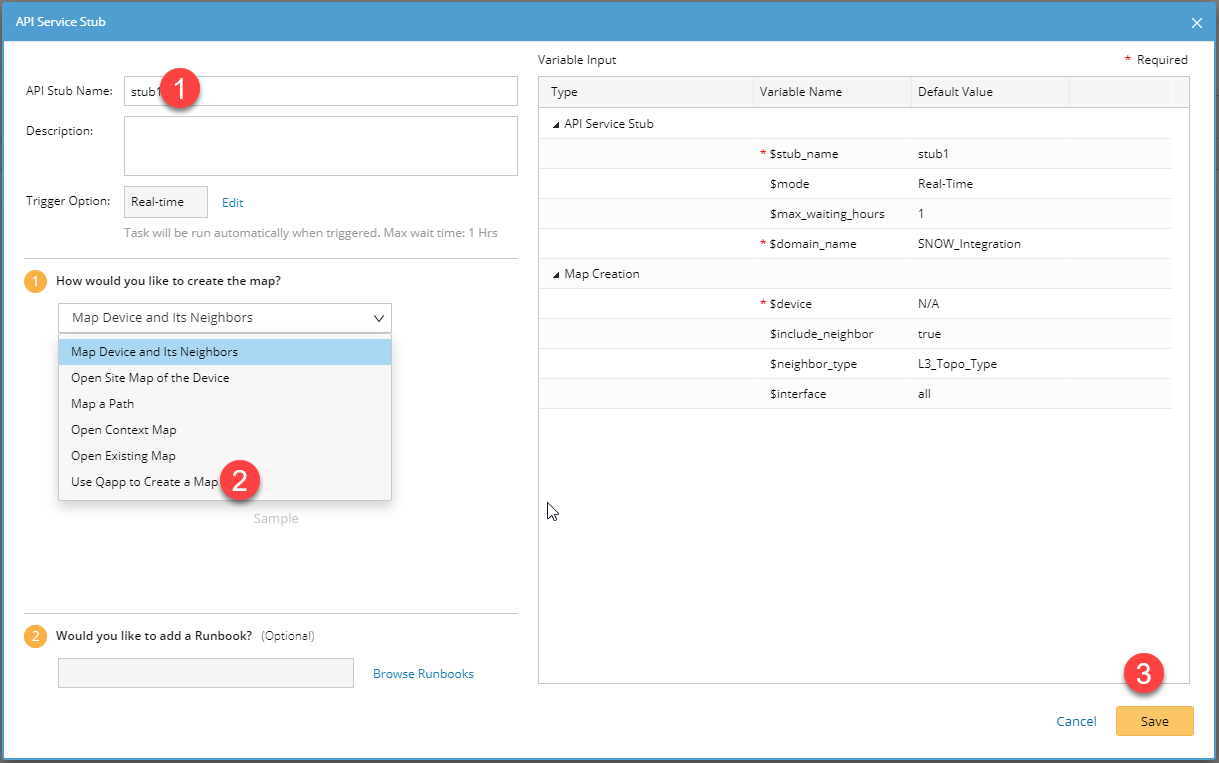 API Service Stub
API Stub Name:
stub1
1
Description:
Trigger Option:
Real-time
Edit
Task will be run automatically when triggered. Max wait time: 1 Hrs
1 How would you like to create the map?
Map Device and Its Neighbors
Map Device and Its Neighbors
Open Site Map of the Device
Map a Path
Open Context Map
Open Existing Map
Use Qapp to Create a Map
2
Sample
2 Would you like to add a Runbook? (Optional)
Browse Runbooks
Variable Input
* Required
Type Variable Name Default Value
API Service Stub
* $stub_name stub1
$mode Real-Time
$max_waiting_hours 1
* $domain_name SNOW_Integration
Map Creation
* $device N/A
$include_neighbor true
$neighbor_type L3_Topo_Type
$interface all
3
Cancel Save